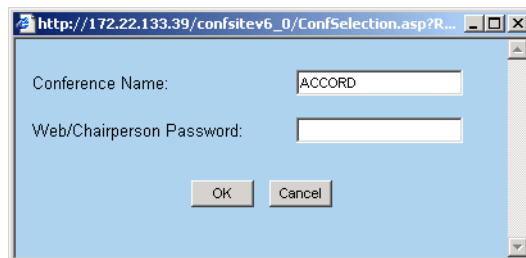 http://172.22.133.39/confsitev6_0/ConfSelection.asp?R...
Conference Name: ACCORD
Web/Chairperson Password:
OK Cancel